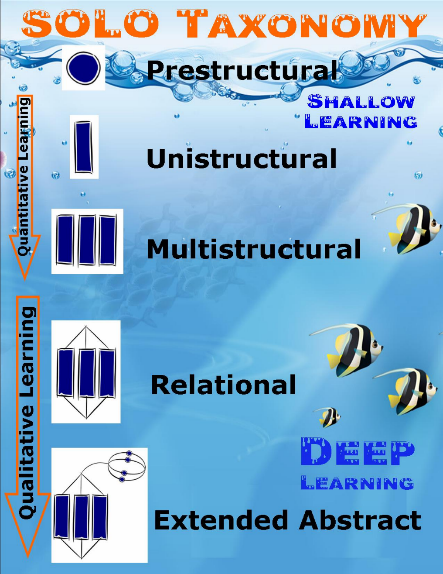 SOLO TAXONOMY
Prestructural
SHALLOW
LEARNING
Quantitative Learning
Unistructural
Multistructural
Qualitative Learning
Relational
DEEP
LEARNING
Extended Abstract